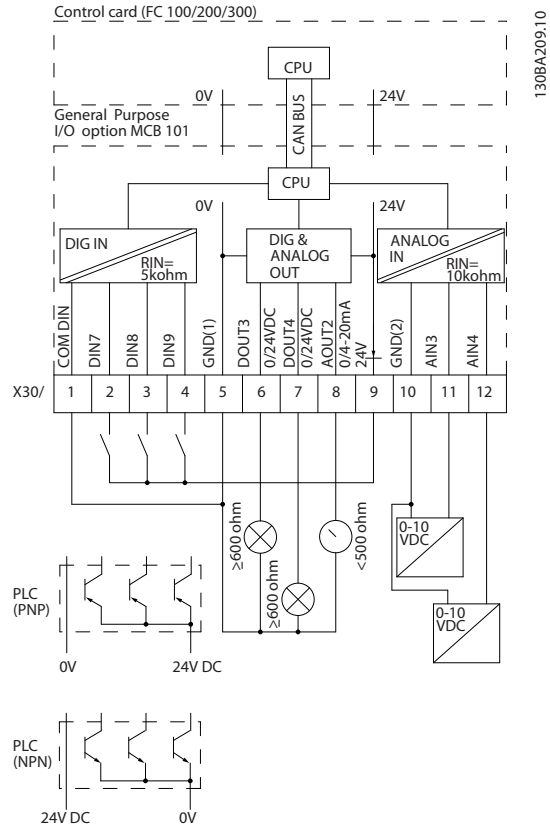 Control card (FC 100/200/300)
130BA209.10
CPU
0V
24V
CAN BUS
General Purpose
I/O option MCB 101
CPU
0V
24V
DIG IN
RIN=
5kohm
DIG &
ANALOG
OUT
ANALOG
IN
RIN=
10kohm
COM DIN
DIN7
DIN8
DIN9
GND(1)
DOUT3
0/24VDC
DOUT4
0/24VDC
AOUT2
0/4-20mA
24V
GND(2)
AIN3
AIN4
X30/
1
2
3
4
5
6
7
8
9
10
11
12
≥600 ohm
≥600 ohm
<500 ohm
0-10
VDC
0-10
VDC
PLC
(PNP)
0V
24V DC
PLC
(NPN)
24V DC
0V